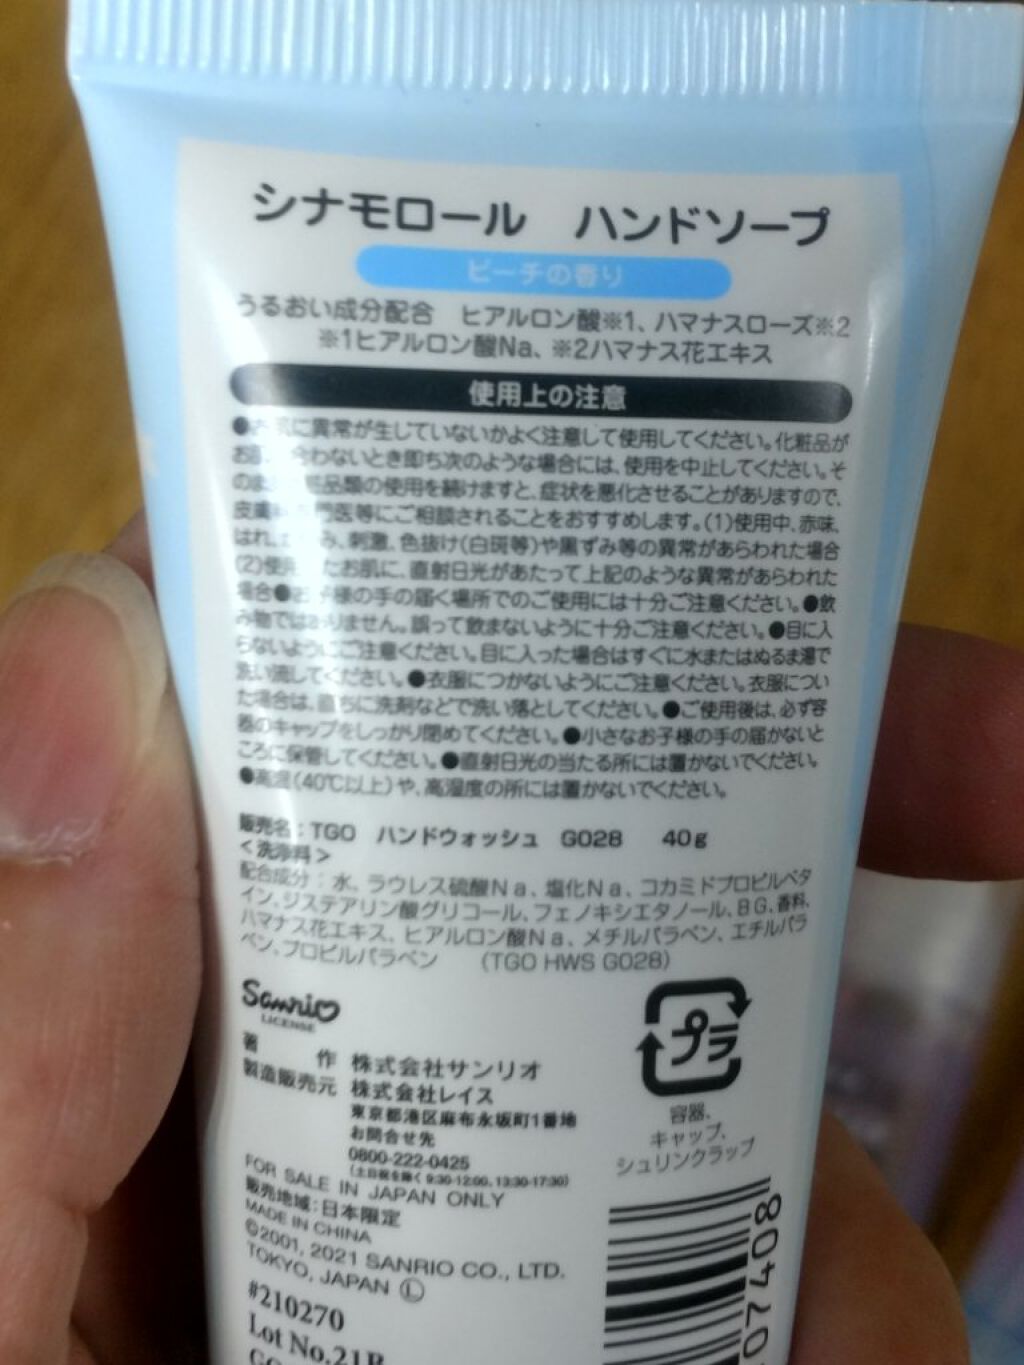 シナモロール ハンドソープ
ピーチの香り
うるおい成分配合 ヒアルロン酸※1、ハマナスローズ※2
※1ヒアルロン酸Na、※2ハマナス花エキス
使用上の注意
●お肌に異常が生じていないかよく注意して使用してください。化粧品が
お肌に合わないとき即ち次のような場合には、使用を中止してください。そ
のまま化粧品類の使用を続けますと、症状を悪化させることがありますので、
皮膚科専門医等にご相談されることをおすすめします。(1)使用中、赤味、
はれ、かゆみ、刺激、色抜け(白斑等)や黒ずみ等の異常があらわれた場合
(2)使用したお肌に、直射日光があたって上記のような異常があらわれた
場合●お子様の手の届く場所でのご使用には十分ご注意ください。●飲
み物ではありません。誤って飲まないように十分ご注意ください。●目に入
らないようにご注意ください。目に入った場合はすぐに水またはぬるま湯で
洗い流してください。●衣服につかないようにご注意ください。衣服につい
た場合は、直ちに洗剤などで洗い落としてください。●ご使用後は、必ず容
器のキャップをしっかり閉めてください。●小さなお子様の手の届かないと
ころに保管してください。●直射日光の当たる所には置かないでください。
●高温(40℃以上)や、高湿度の所には置かないでください。
販売名:TGO ハンドウォッシュ G028 40g
<洗浄料>
配合成分:水、ラウレス硫酸Na、塩化Na、コカミドプロピルベタ
イン、ジステアリン酸グリコール、フェノキシエタノール、BG、香料、
ハマナス花エキス、ヒアルロン酸Na、メチルパラベン、エチルパラ
ベン、プロピルパラベン (TGO HWS G028)
Sanrio
LICENSE
著作 株式会社サンリオ
製造販売元 株式会社レイス
東京都港区麻布永坂町1番地
お問合せ先
0800-222-0425
(土日祝を除く 9:30-12:00, 13:30-17:30)
FOR SALE IN JAPAN ONLY
販売地域:日本限定
MADE IN CHINA
©2001, 2021 SANRIO CO., LTD.
TOKYO, JAPAN Ⓛ
#210270
Lot No.21B
プラ
容器、
キャップ、
シュリンクラップ